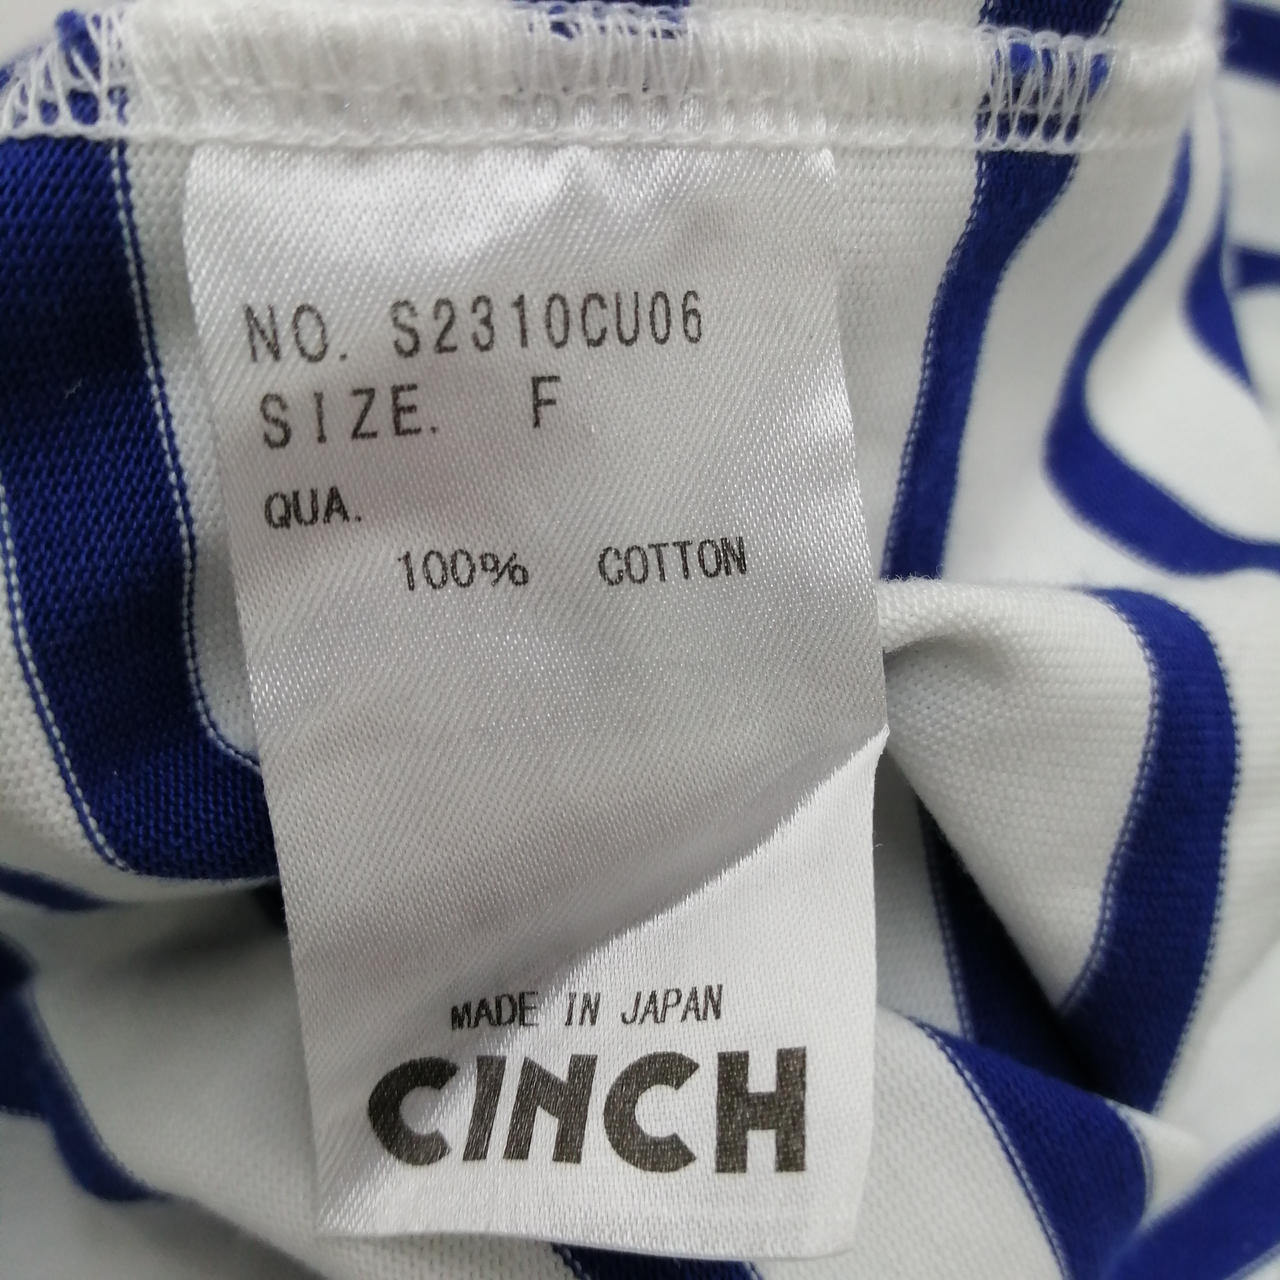 NO. S2310CU06
SIZE. F
QUA.
100% COTTON
MADE IN JAPAN
CINCH